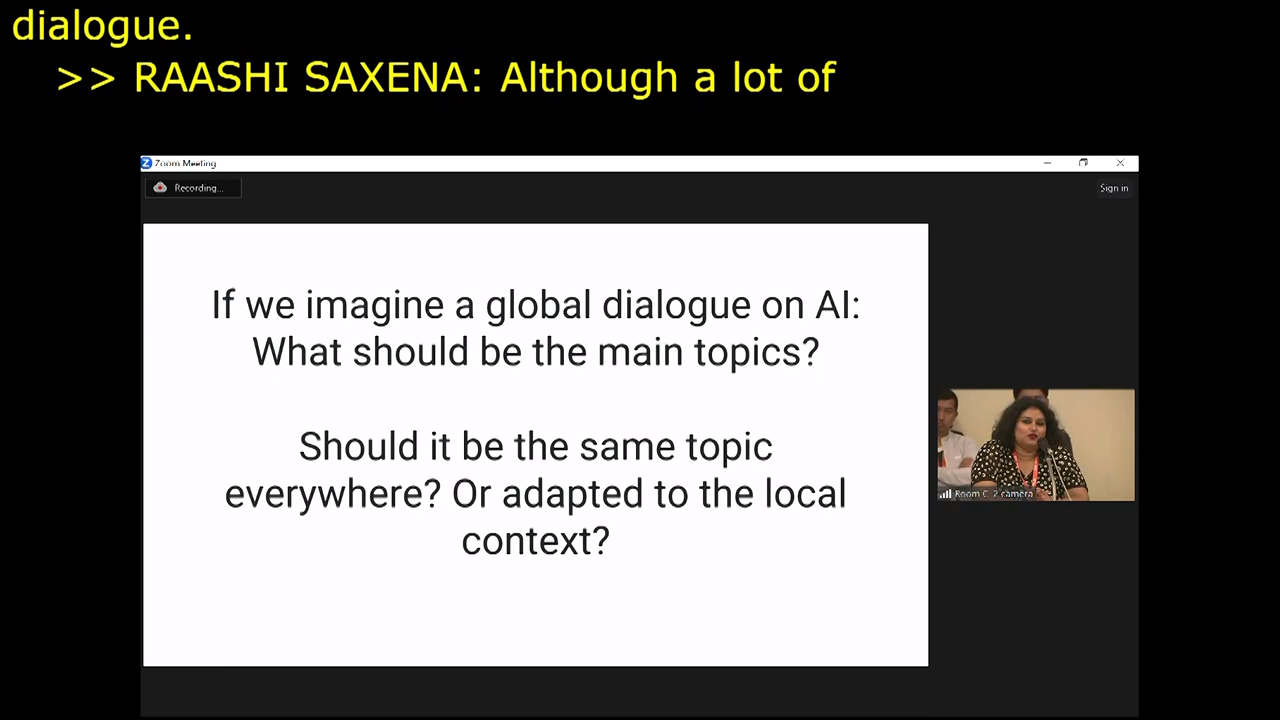 dialogue.
>> RAASHI SAXENA: Although a lot of
Zoom Meeting
Recording...
Sign in
If we imagine a global dialogue on AI:
What should be the main topics?
Should it be the same topic
everywhere? Or adapted to the local
context?
Room C 2 camera